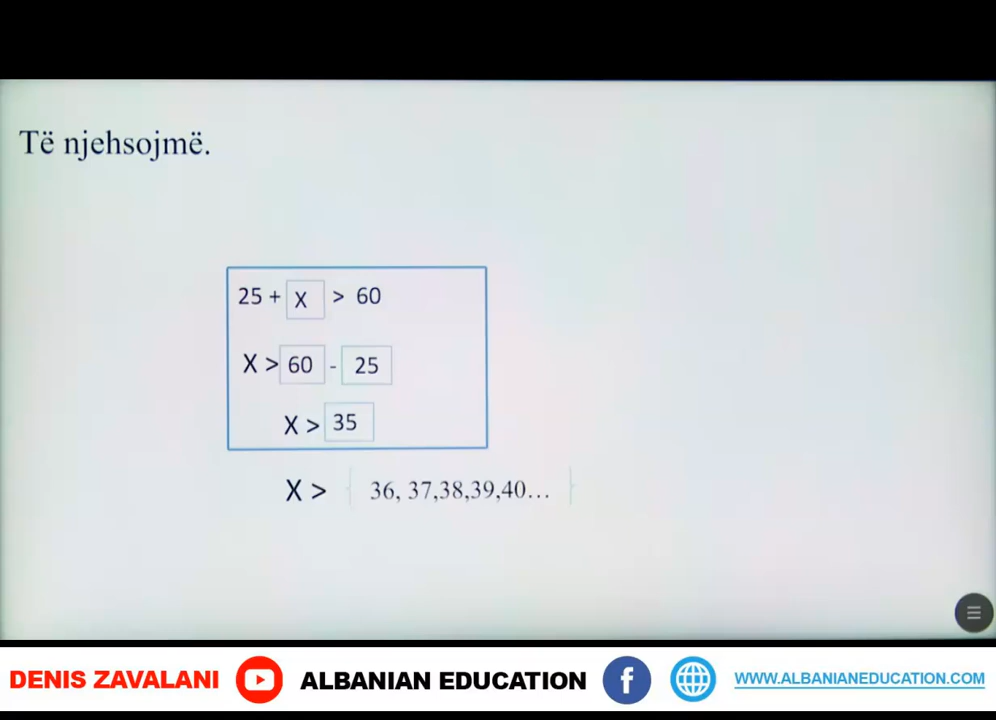 Të njehsojmë.
25 + X > 60
X > 60 - 25
X > 35
X > { 36, 37,38,39,40... }
DENIS ZAVALANI ALBANIAN EDUCATION f WWW.ALBANIANEDUCATION.COM